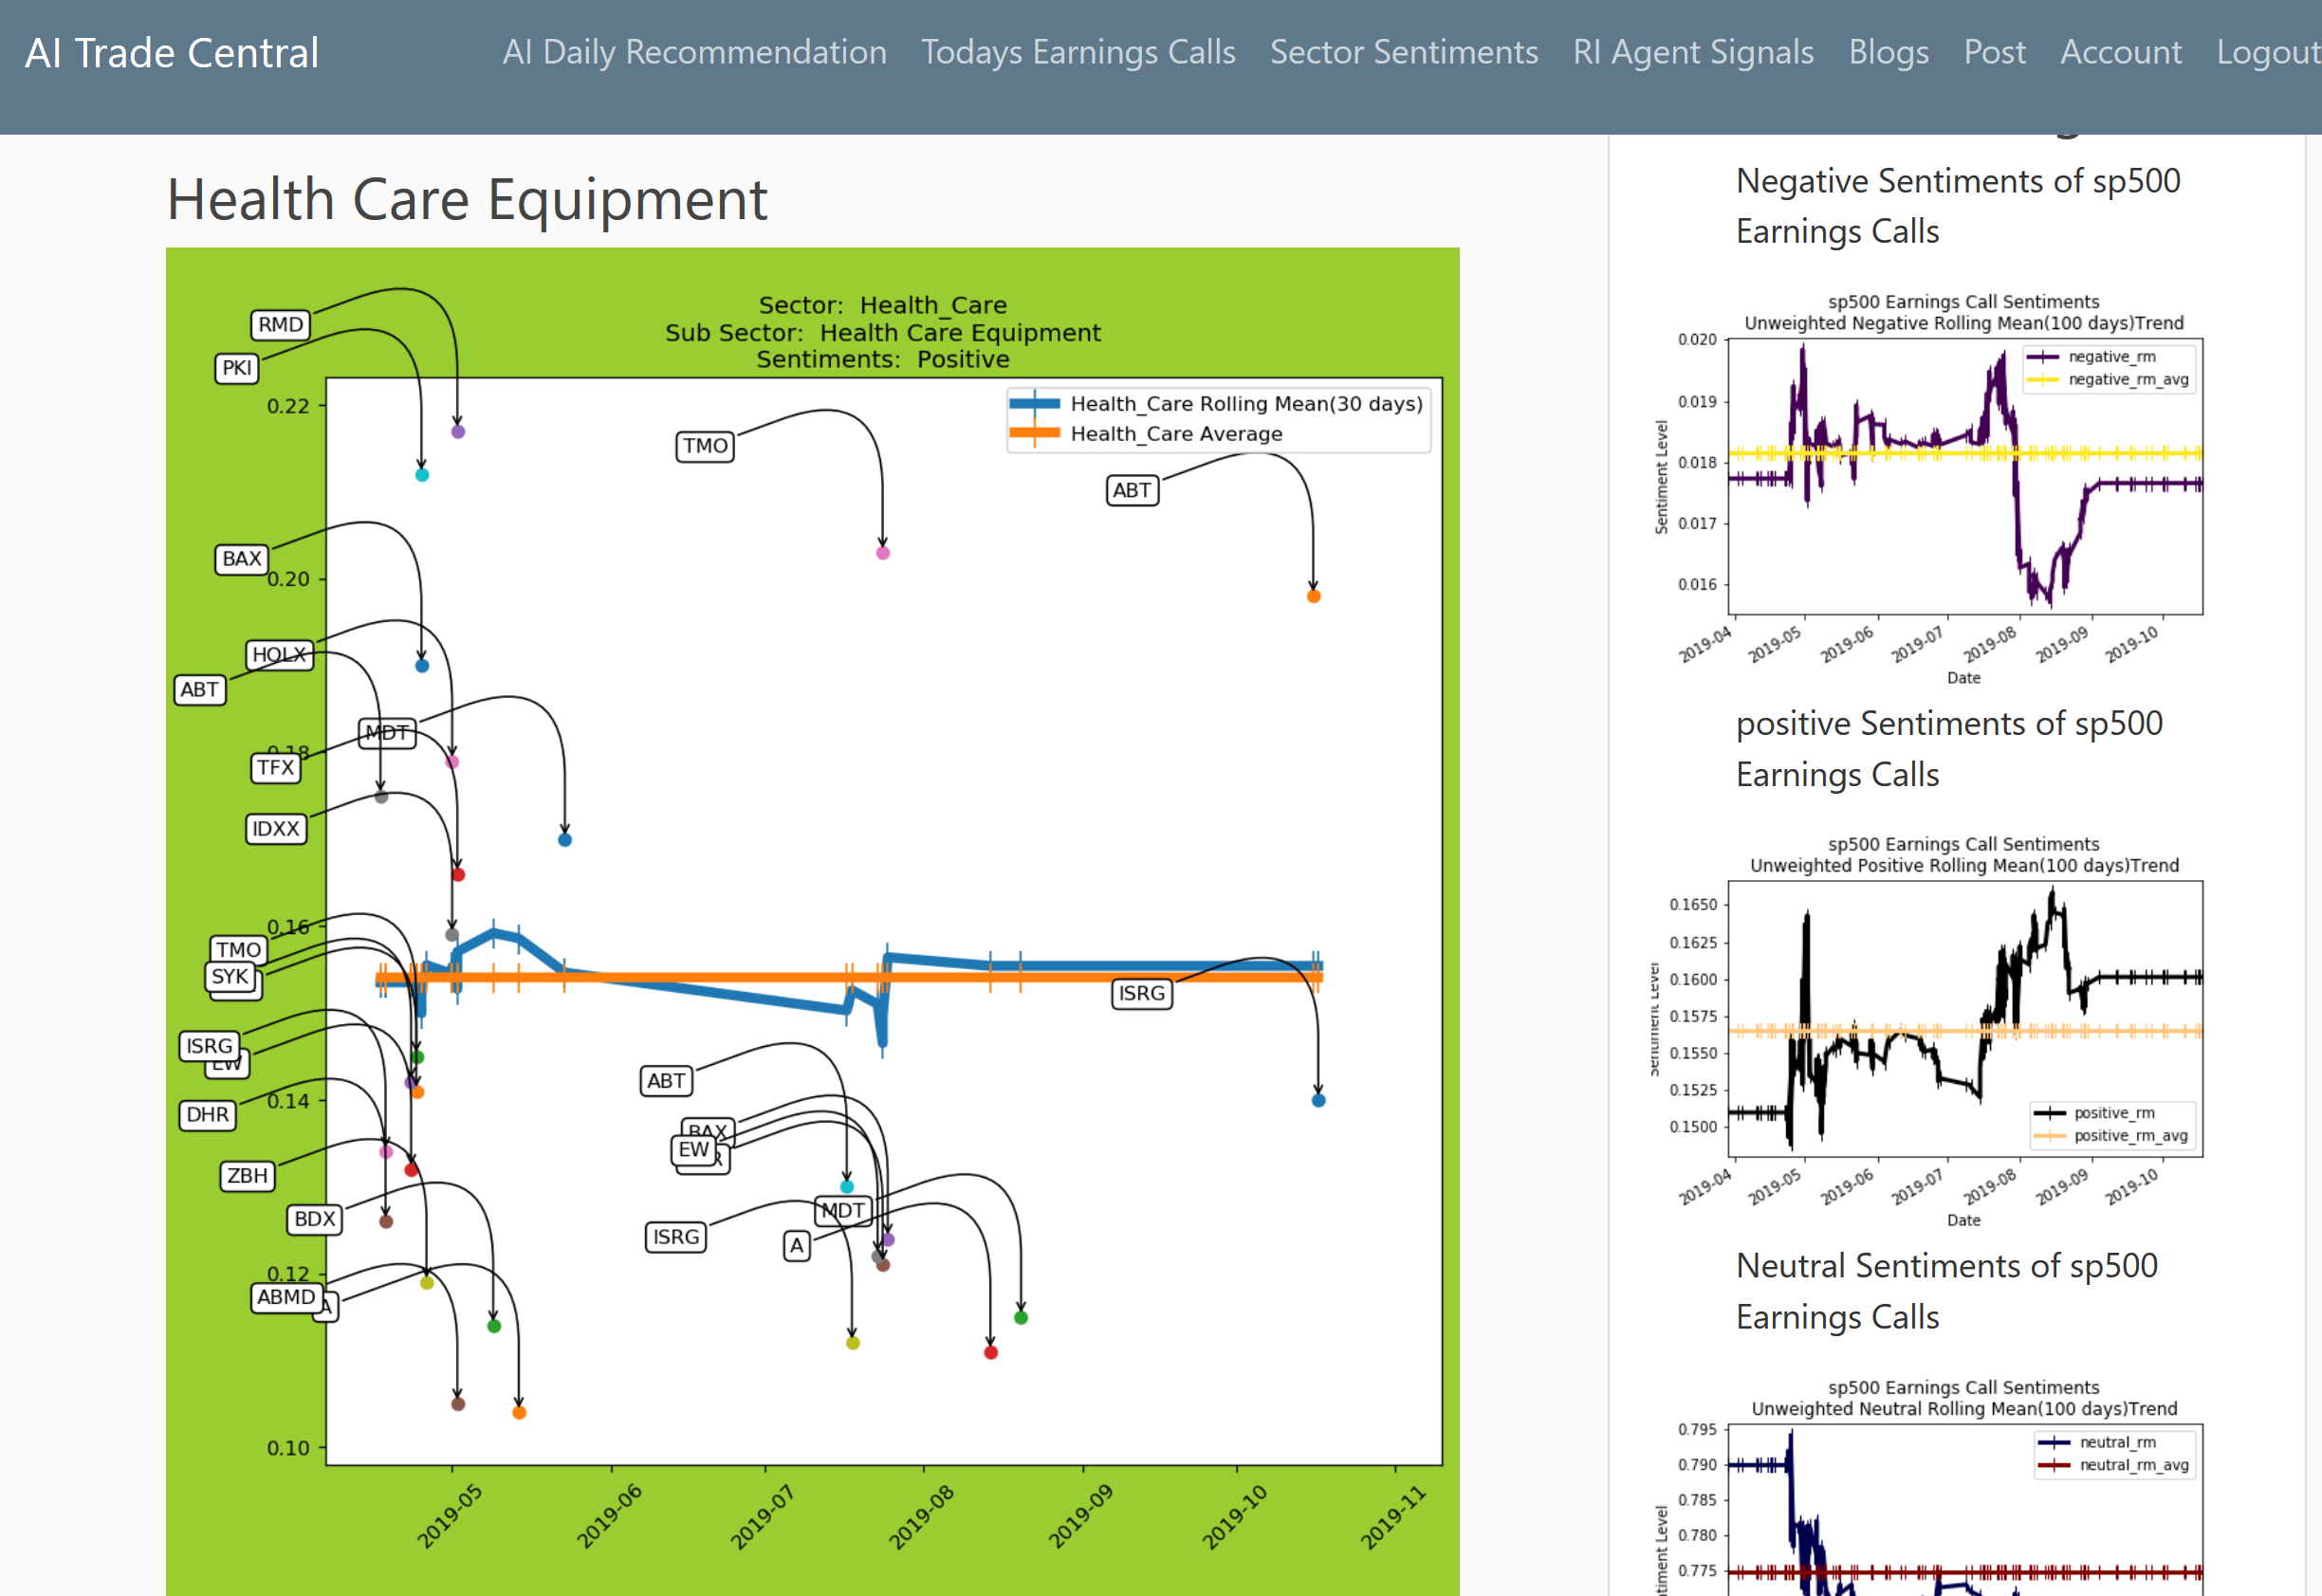 AI Trade Central
AI Daily Recommendation
Todays Earnings Calls
Sector Sentiments
RI Agent Signals
Blogs
Post
Account
Logout
Health Care Equipment
Sector: Health_Care
Sub Sector: Health Care Equipment
Sentiments: Positive
Health_Care Rolling Mean(30 days)
Health_Care Average
RMD
PKI
0.22
TMO
ABT
BAX
0.20
HOLX
ABT
MDT
0.18
TFX
IDXX
0.16
TMO
SYK
ISRG
ISRG
EW
ABT
DHR
0.14
BAX
EW
ZBH
BDX
MDT
ISRG
A
0.12
ABMD
A
0.10
2019-05
2019-06
2019-07
2019-08
2019-09
2019-10
2019-11
Negative Sentiments of sp500
Earnings Calls
sp500 Earnings Call Sentiments
Unweighted Negative Rolling Mean(100 days)Trend
negative_rm
negative_rm_avg
0.020
0.019
0.018
0.017
0.016
Sentiment Level
2019-04
2019-05
2019-06
2019-07
2019-08
2019-09
2019-10
Date
positive Sentiments of sp500
Earnings Calls
sp500 Earnings Call Sentiments
Unweighted Positive Rolling Mean(100 days)Trend
0.1650
0.1625
0.1600
0.1575
0.1550
0.1525
0.1500
Sentiment Level
positive_rm
positive_rm_avg
2019-04
2019-05
2019-06
2019-07
2019-08
2019-09
2019-10
Date
Neutral Sentiments of sp500
Earnings Calls
sp500 Earnings Call Sentiments
Unweighted Neutral Rolling Mean(100 days)Trend
neutral_rm
neutral_rm_avg
0.795
0.790
0.785
0.780
0.775
timent Level